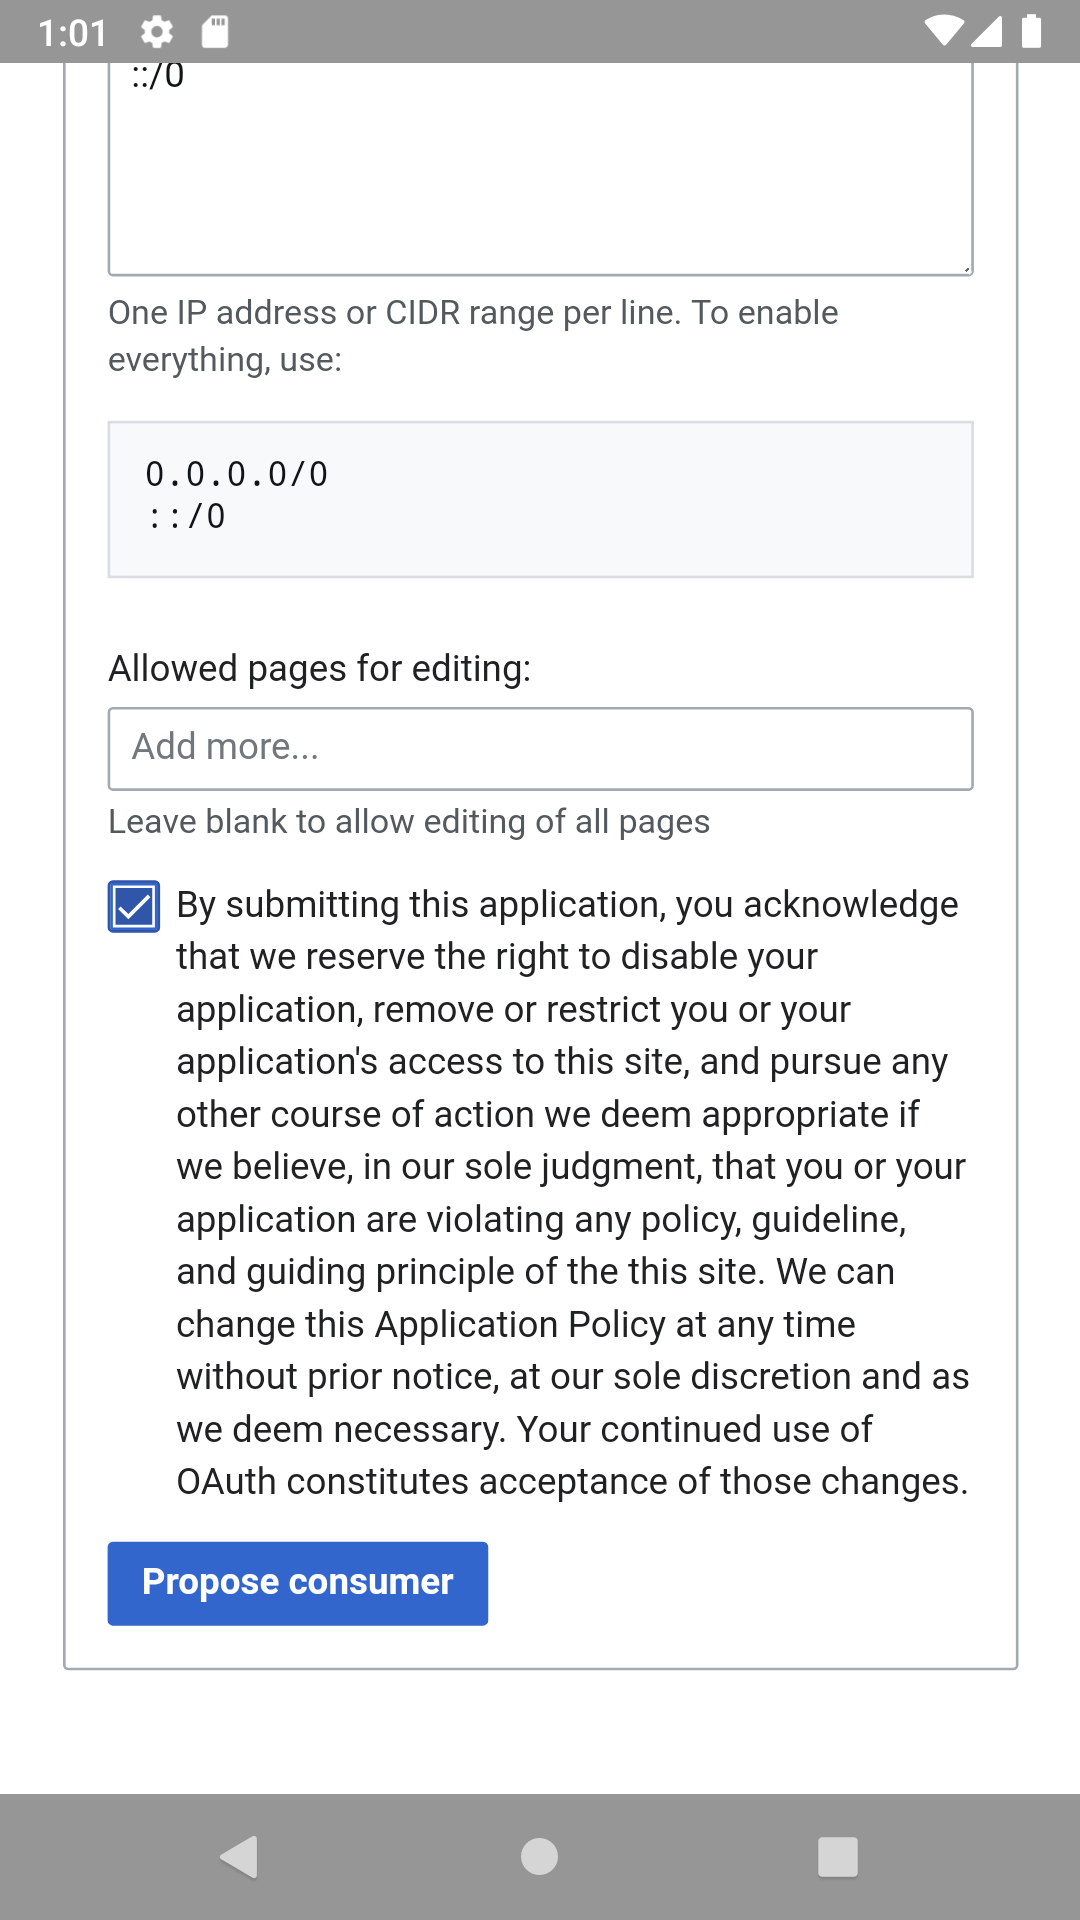 1:01
::/0
One IP address or CIDR range per line. To enable
everything, use:
0.0.0.0/0
::/0
Allowed pages for editing:
Add more...
Leave blank to allow editing of all pages
By submitting this application, you acknowledge
that we reserve the right to disable your
application, remove or restrict you or your
application's access to this site, and pursue any
other course of action we deem appropriate if
we believe, in our sole judgment, that you or your
application are violating any policy, guideline,
and guiding principle of the this site. We can
change this Application Policy at any time
without prior notice, at our sole discretion and as
we deem necessary. Your continued use of
OAuth constitutes acceptance of those changes.
Propose consumer